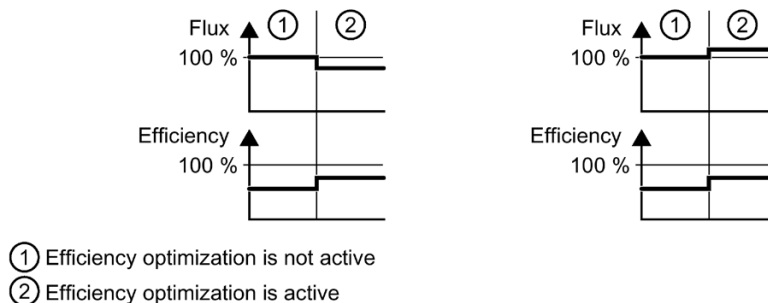 Flux ① ②
100 %
Efficiency
100 %
Flux ① ②
100 %
Efficiency
100 %
① Efficiency optimization is not active
② Efficiency optimization is active